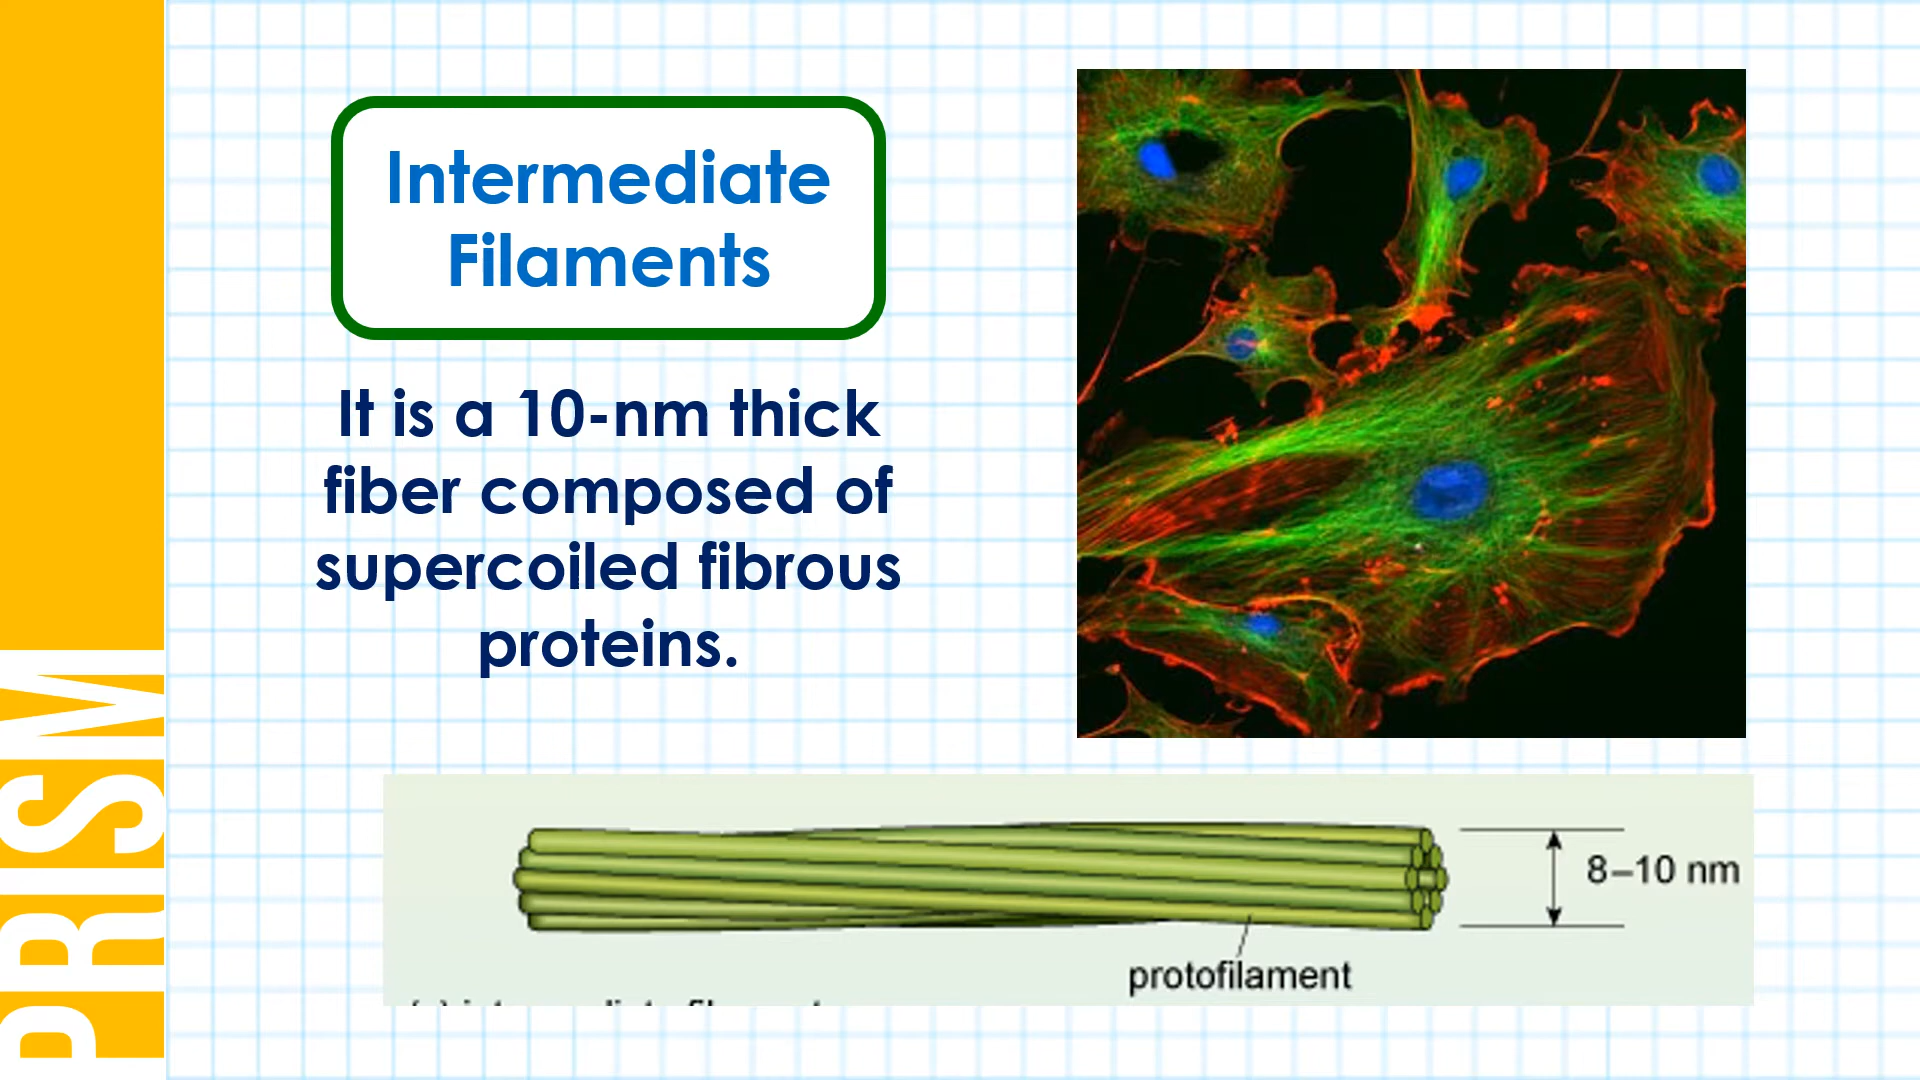 Intermediate
Filaments
It is a 10-nm thick
fiber composed of
supercoiled fibrous
proteins.
8–10 nm
protofilament
PRISM